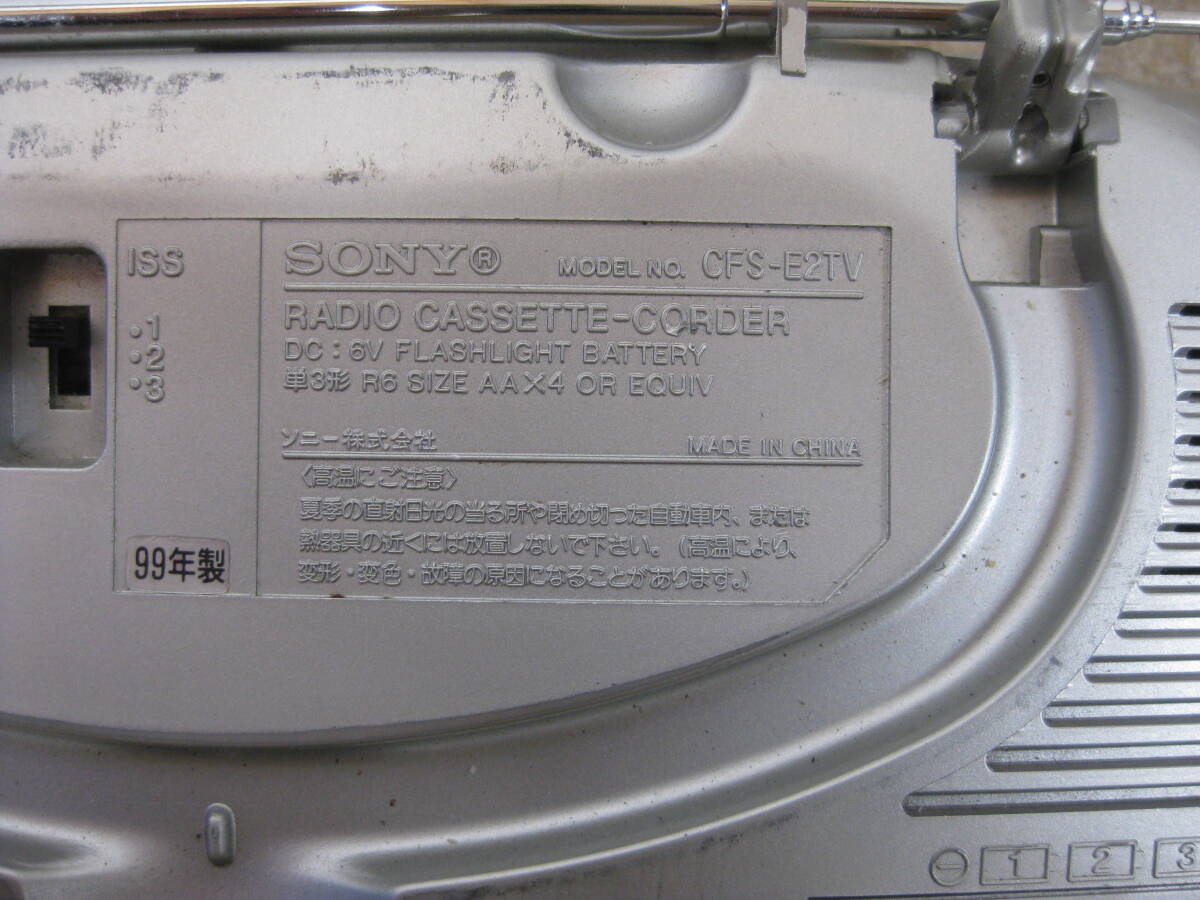 ISS
•1
•2
•3
SONY® MODEL NO. CFS-E2TV
RADIO CASSETTE-CORDER
DC : 6V FLASHLIGHT BATTERY
単3形 R6 SIZE AA×4 OR EQUIV
ソニー株式会社 MADE IN CHINA
〈高温にご注意〉
夏季の直射日光の当る所や閉め切った自動車内、または
熱器具の近くには放置しないで下さい。(高温により、
変形・変色・故障の原因になることがあります。)
99年製
⊖ 1 2 3